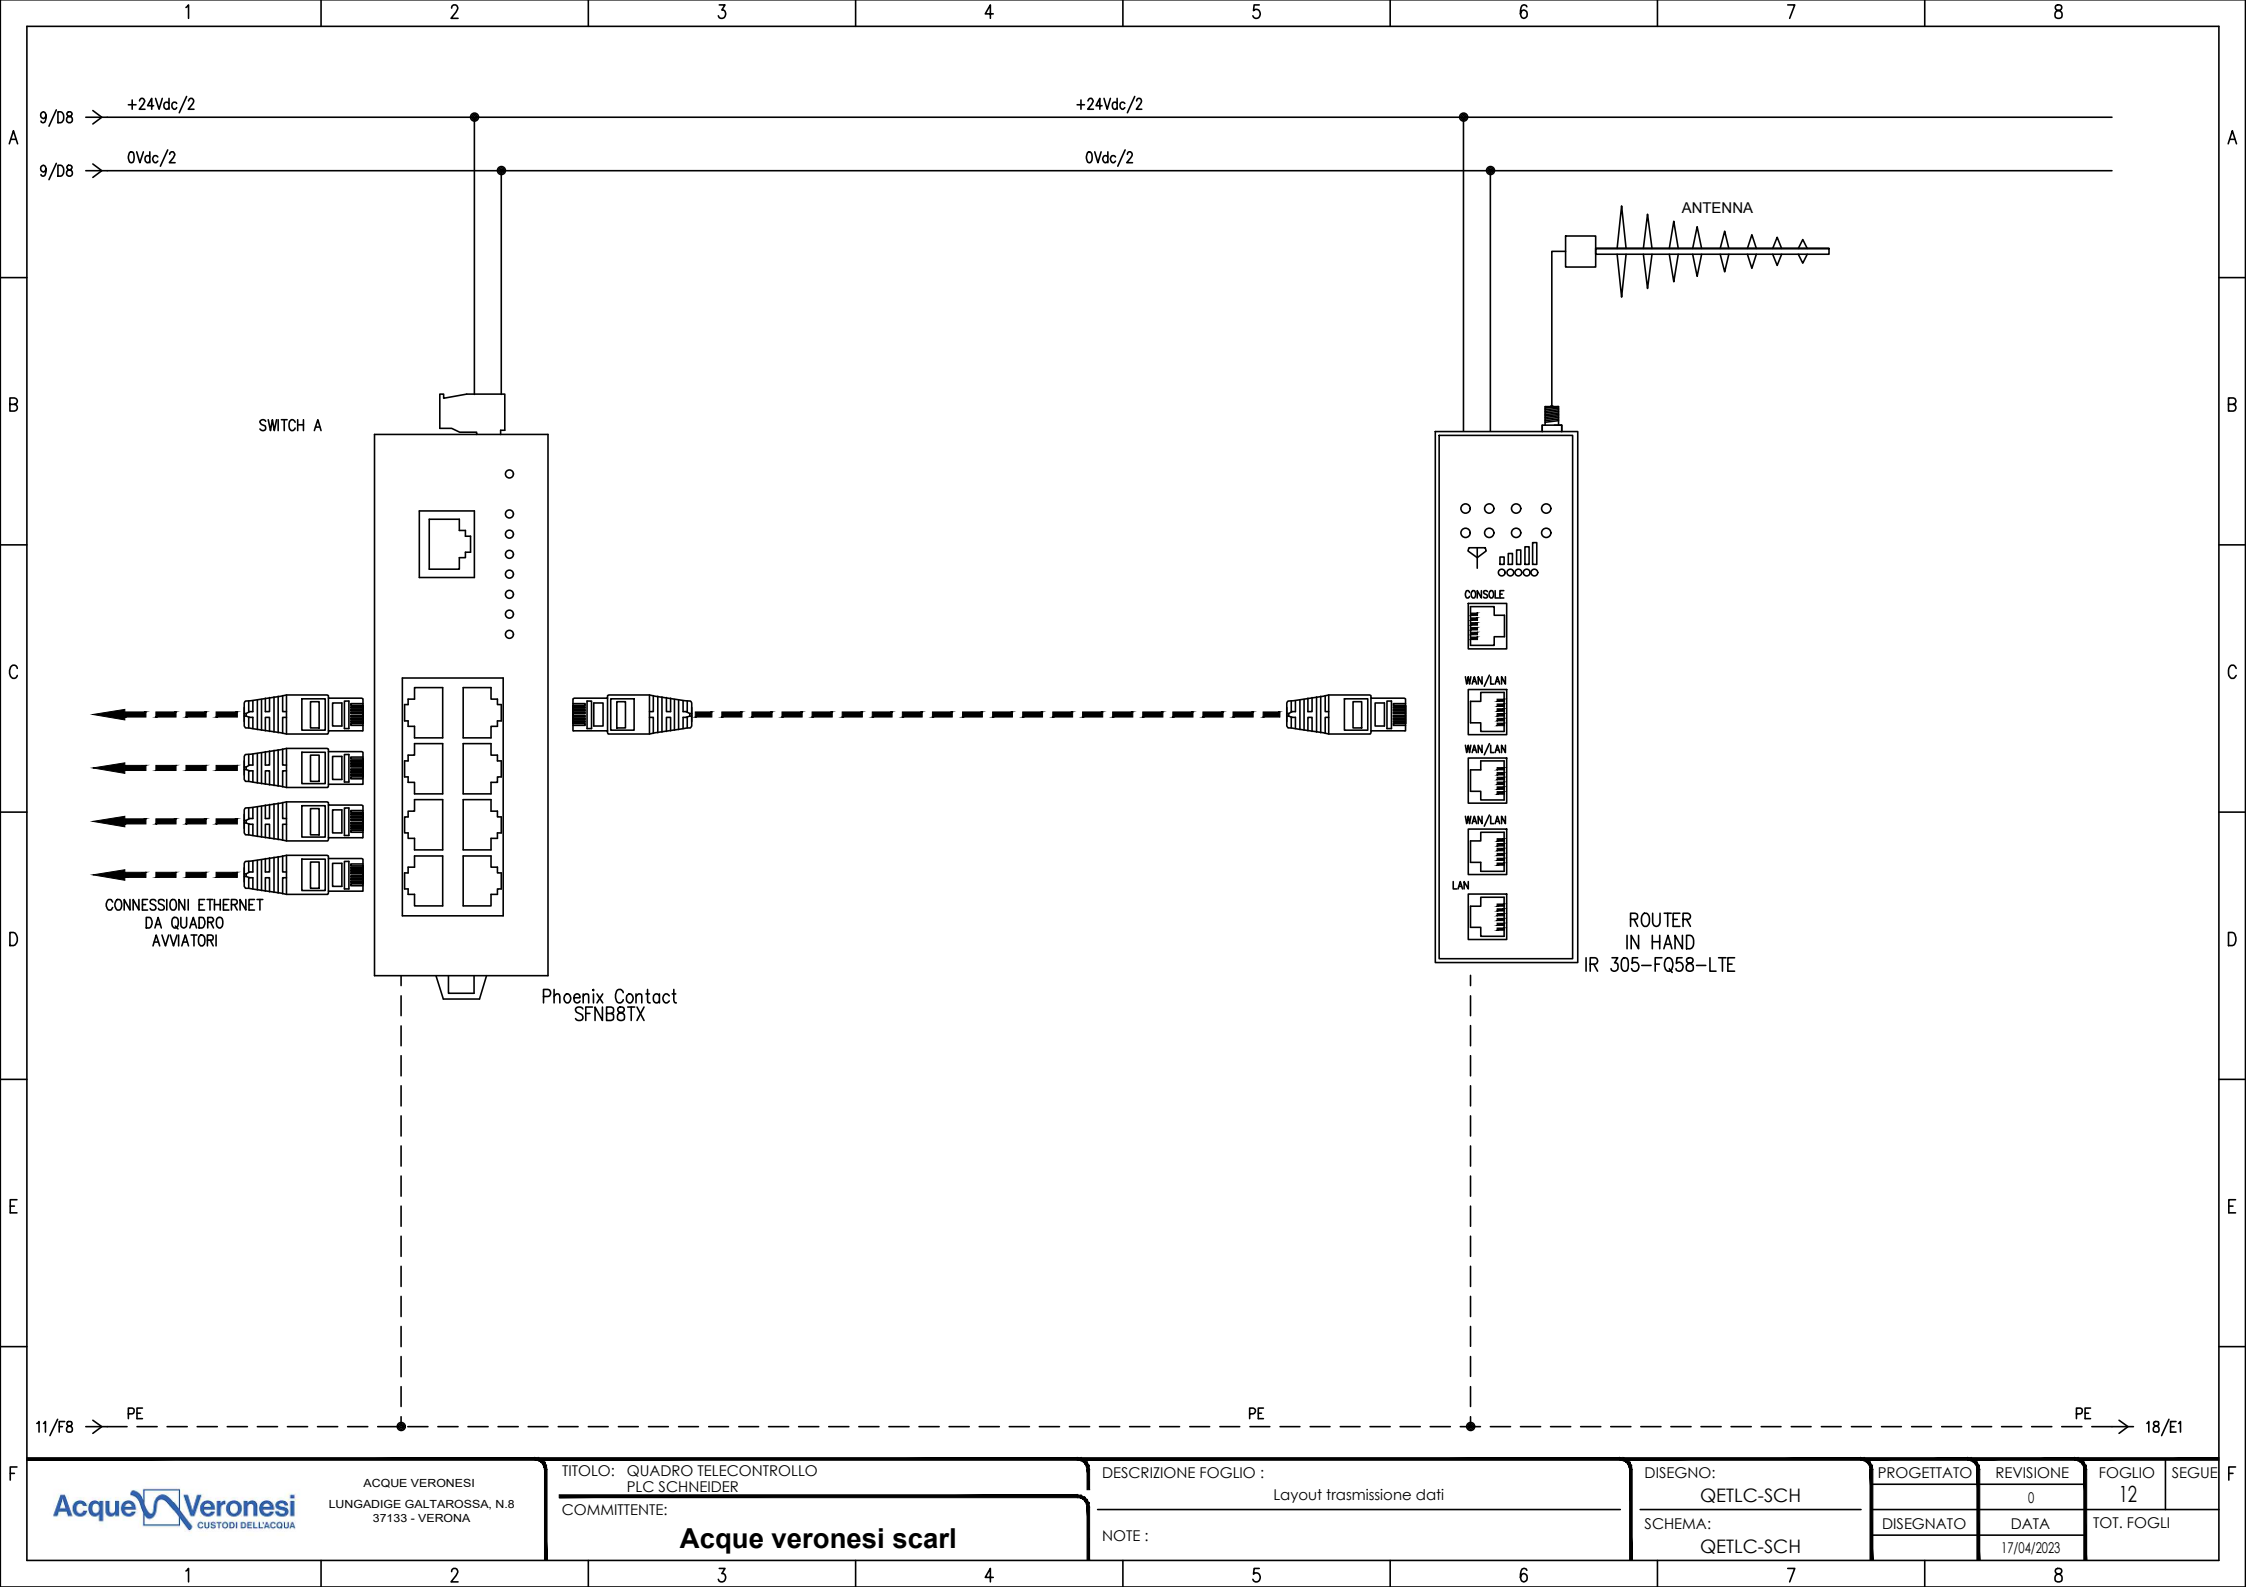 1 2 3 4 5 6 7 8
A A
B B
C C
D D
E E
F F
9/D8 +24Vdc/2 +24Vdc/2
9/D8 0Vdc/2 0Vdc/2
ANTENNA
SWITCH A
CONSOLE
WAN/LAN
WAN/LAN
WAN/LAN
LAN
CONNESSIONI ETHERNET
DA QUADRO
AVVIATORI
ROUTER
IN HAND
IR 305-FQ58-LTE
Phoenix Contact
SFNB8TX
11/F8 PE PE PE 18/E1
Acque Veronesi
CUSTODI DELL'ACQUA
ACQUE VERONESI
LUNGADIGE GALTAROSSA, N.8
37133 - VERONA
TITOLO: QUADRO TELECONTROLLO
PLC SCHNEIDER
COMMITTENTE:
Acque veronesi scarl
DESCRIZIONE FOGLIO :
Layout trasmissione dati
NOTE :
DISEGNO:
QETLC-SCH
SCHEMA:
QETLC-SCH
PROGETTATO
DISEGNATO
REVISIONE
0
DATA
17/04/2023
FOGLIO
12
SEGUE
TOT. FOGLI
1 2 3 4 5 6 7 8